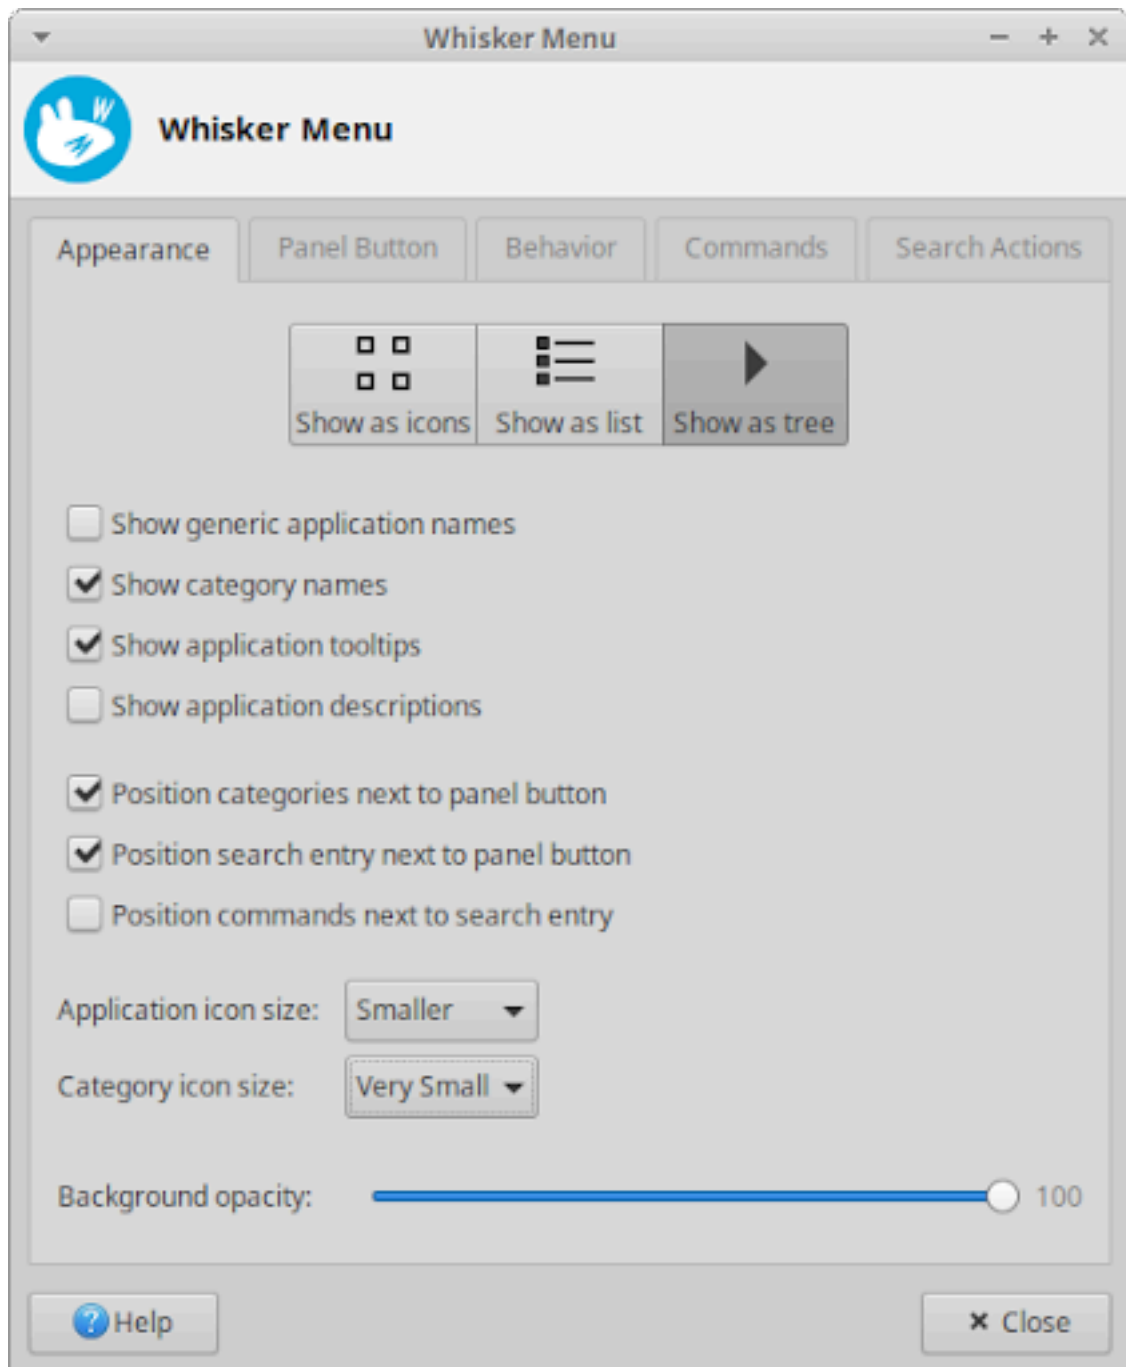 Whisker Menu
Whisker Menu
Appearance Panel Button Behavior Commands Search Actions
Show as icons Show as list Show as tree
Show generic application names
Show category names
Show application tooltips
Show application descriptions
Position categories next to panel button
Position search entry next to panel button
Position commands next to search entry
Application icon size: Smaller
Category icon size: Very Small
Background opacity: 100
Help Close